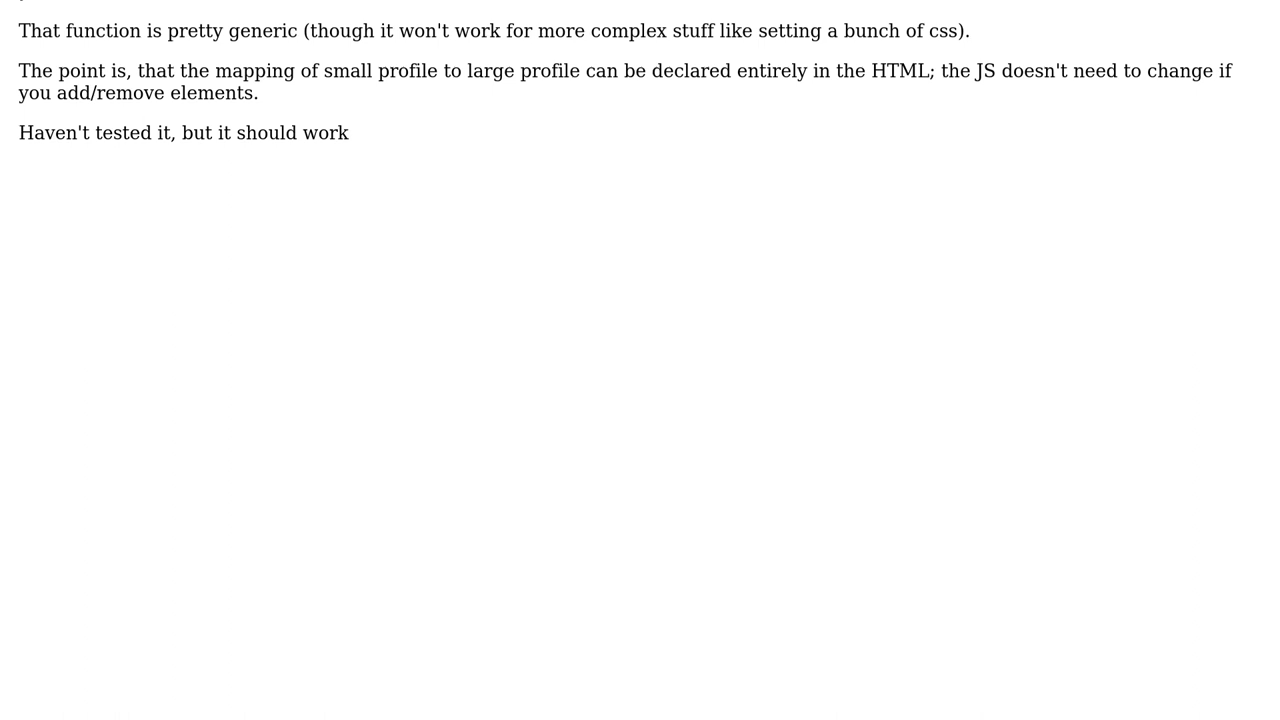 That function is pretty generic (though it won't work for more complex stuff like setting a bunch of css).
The point is, that the mapping of small profile to large profile can be declared entirely in the HTML; the JS doesn't need to change if
you add/remove elements.
Haven't tested it, but it should work